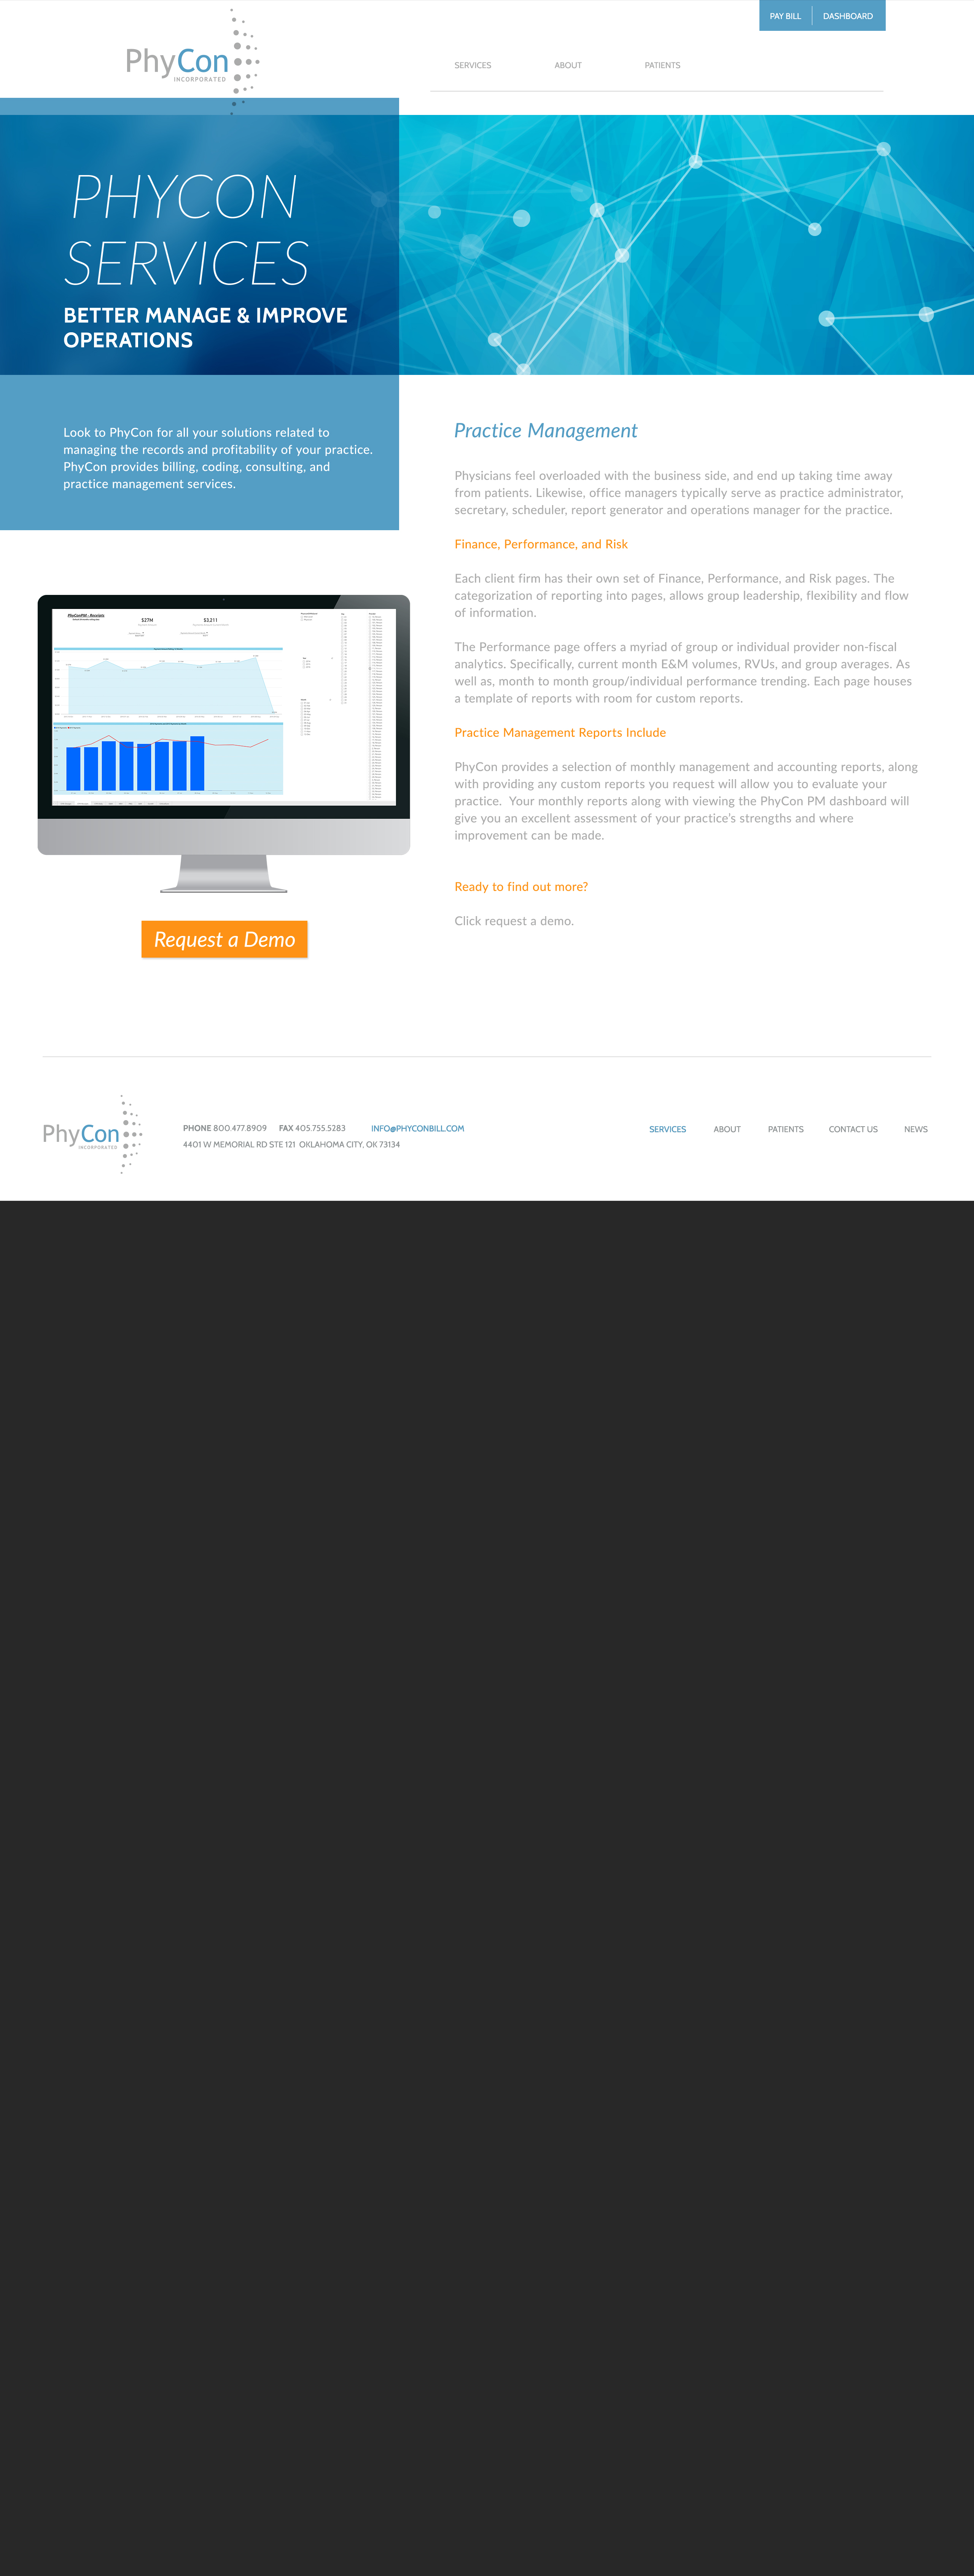 PAY BILL
DASHBOARD
PhyCon
INCORPORATED
SERVICES
ABOUT
PATIENTS
PHYCON
SERVICES
BETTER MANAGE & IMPROVE
OPERATIONS
Look to PhyCon for all your solutions related to
managing the records and profitability of your practice.
PhyCon provides billing, coding, consulting, and
practice management services.
PhyConPM - Receipts
$27M
$3,211
Request a Demo
Practice Management
Physicians feel overloaded with the business side, and end up taking time away
from patients. Likewise, office managers typically serve as practice administrator,
secretary, scheduler, report generator and operations manager for the practice.
Finance, Performance, and Risk
Each client firm has their own set of Finance, Performance, and Risk pages. The
categorization of reporting into pages, allows group leadership, flexibility and flow
of information.
The Performance page offers a myriad of group or individual provider non-fiscal
analytics. Specifically, current month E&M volumes, RVUs, and group averages. As
well as, month to month group/individual performance trending. Each page houses
a template of reports with room for custom reports.
Practice Management Reports Include
PhyCon provides a selection of monthly management and accounting reports, along
with providing any custom reports you request will allow you to evaluate your
practice.  Your monthly reports along with viewing the PhyCon PM dashboard will
give you an excellent assessment of your practice's strengths and where
improvement can be made.
Ready to find out more?
Click request a demo.
PhyCon
INCORPORATED
PHONE 800.477.8909 FAX 405.755.5283 INFO@PHYCONBILL.COM
4401 W MEMORIAL RD STE 121 OKLAHOMA CITY, OK 73134
SERVICES
ABOUT
PATIENTS
CONTACT US
NEWS